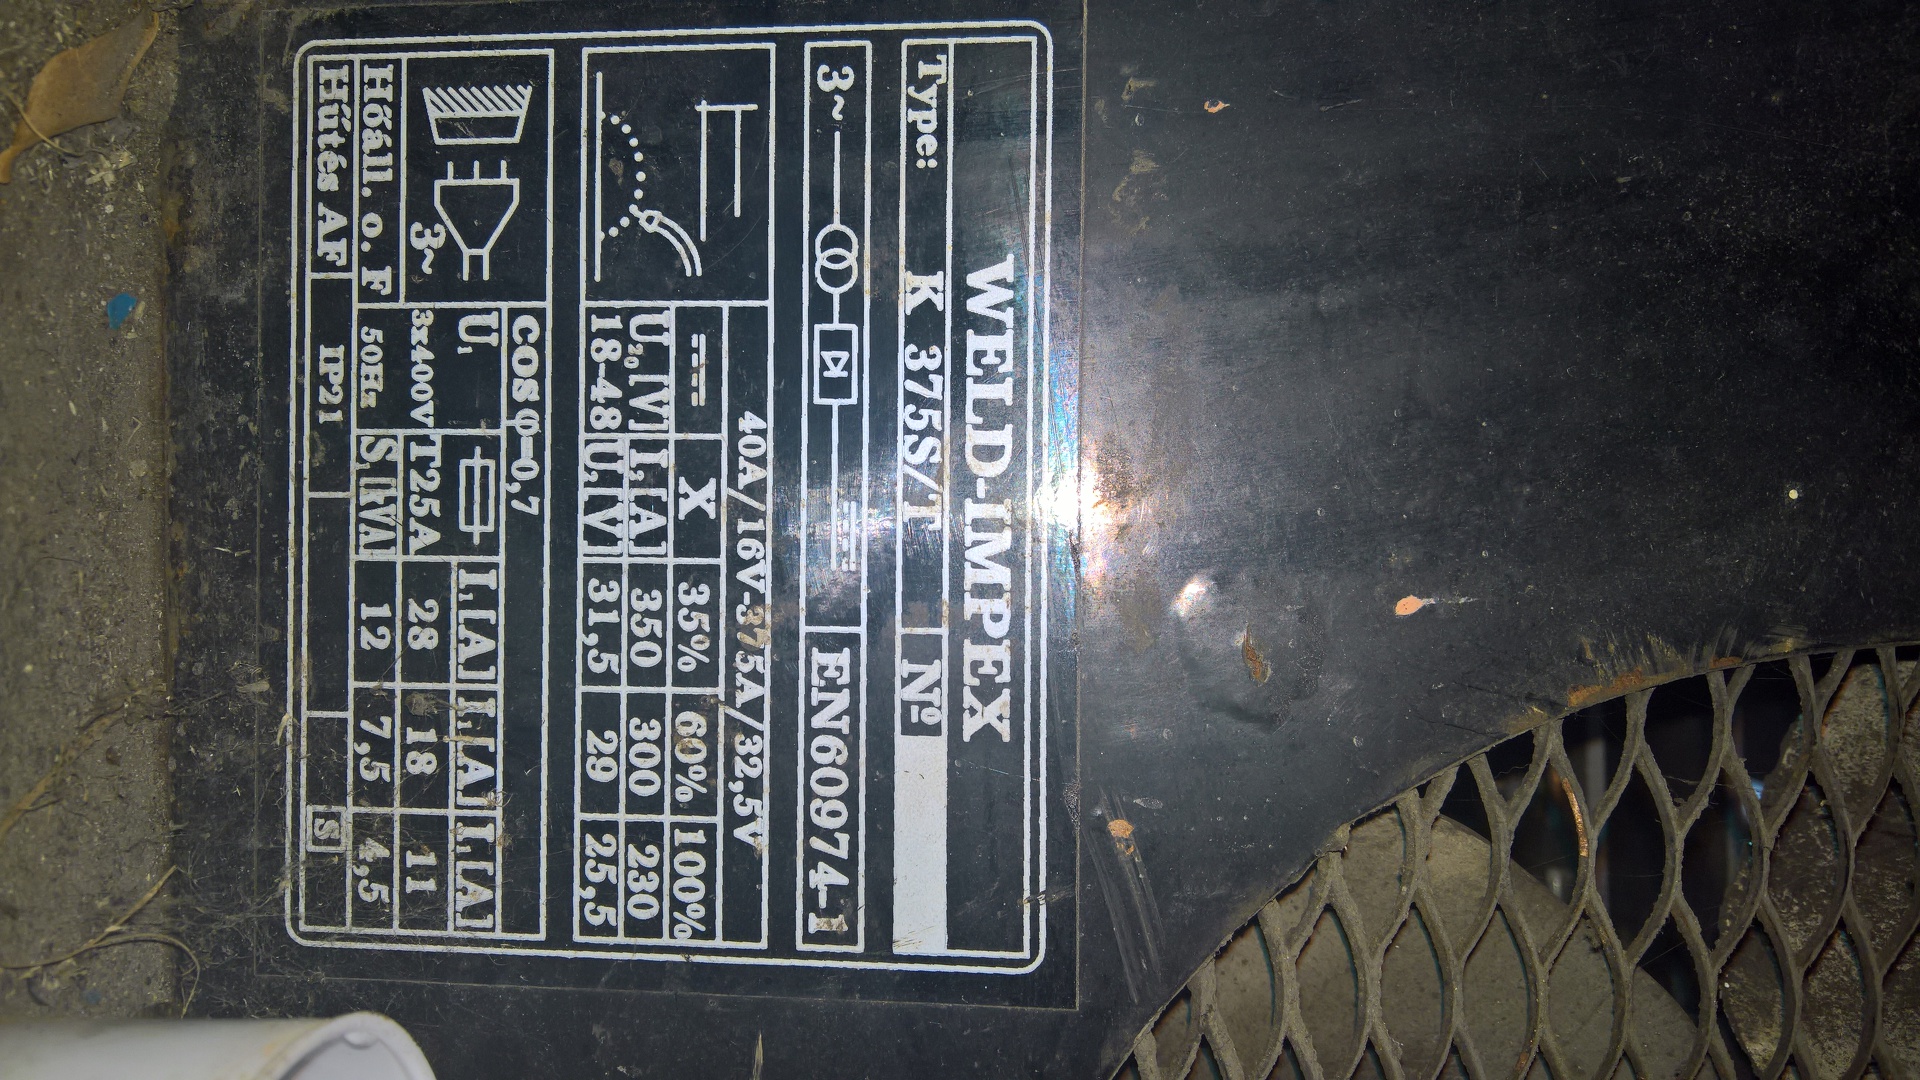 WELD-IMPEX
Type: K 375S/T Nº
3~ EN60974-1
40A/16V-375A/32,5V
X 35% 60% 100%
U₂₀[V] I₂[A] 350 300 230
18-48 U₂[V] 31,5 29 25,5
COSφ-0,7
U₁ I₁[A] I₁[A] I₁[A]
3~ 3x400V T25A 28 18 11
Hőáll. o. F 50Hz S₁[kVA] 12 7,5 4,5
Hűtés AF IP21 S